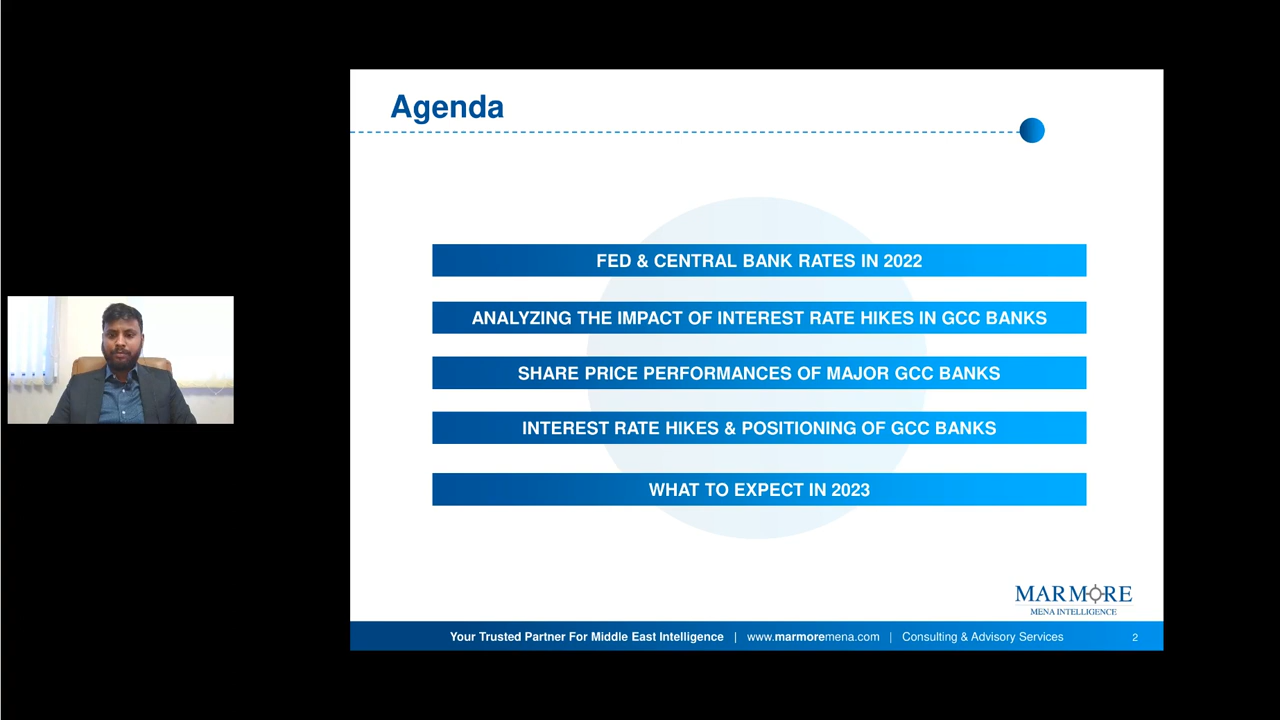 Agenda
FED & CENTRAL BANK RATES IN 2022
ANALYZING THE IMPACT OF INTEREST RATE HIKES IN GCC BANKS
SHARE PRICE PERFORMANCES OF MAJOR GCC BANKS
INTEREST RATE HIKES & POSITIONING OF GCC BANKS
WHAT TO EXPECT IN 2023
MARMORE
MENA INTELLIGENCE
Your Trusted Partner For Middle East Intelligence | www.marmoremena.com | Consulting & Advisory Services 2